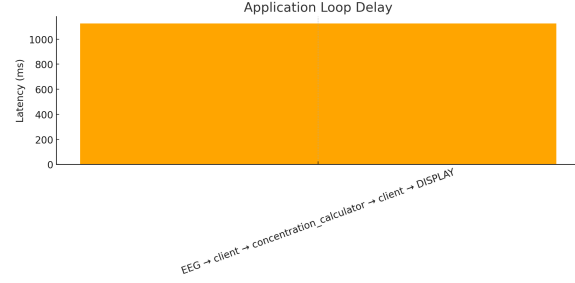 Application Loop Delay
Latency (ms)
1000
800
600
400
200
0
EEG → client → concentration_calculator → client → DISPLAY